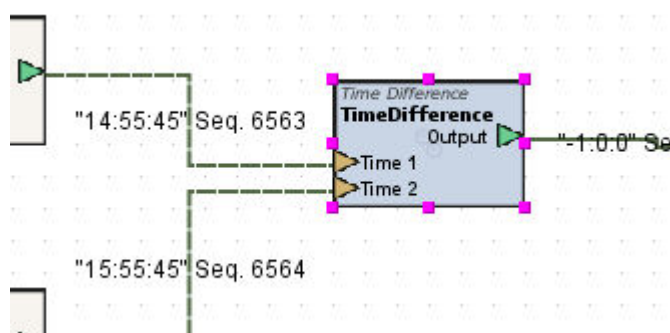 Time Difference
TimeDifference
Output
"14:55:45" Seq. 6563
"-1:0:0" Se
Time 1
Time 2
"15:55:45" Seq. 6564